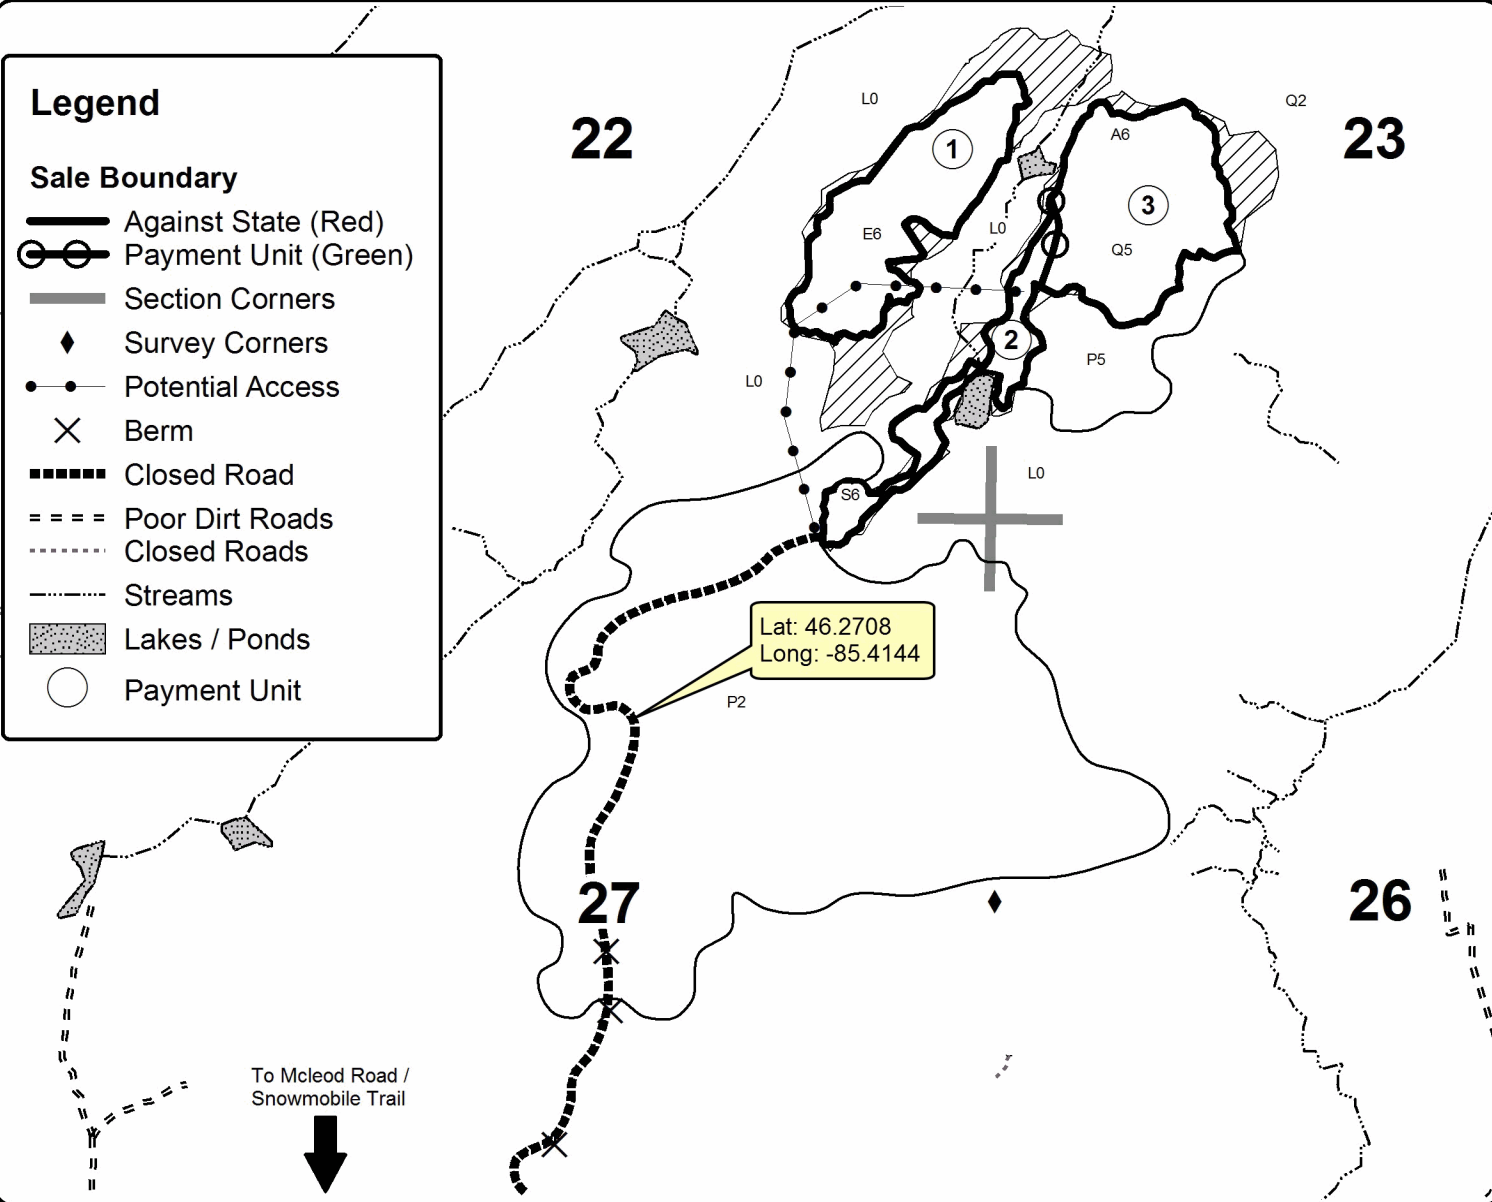 Legend
Sale Boundary
Against State (Red)
Payment Unit (Green)
Section Corners
Survey Corners
Potential Access
Berm
Closed Road
Poor Dirt Roads
Closed Roads
Streams
Lakes / Ponds
Payment Unit
22
23
L0
Q2
A6
1
3
E6
L0
Q5
2
P5
L0
L0
S6
Lat: 46.2708
Long: -85.4144
P2
27
26
To Mcleod Road /
Snowmobile Trail